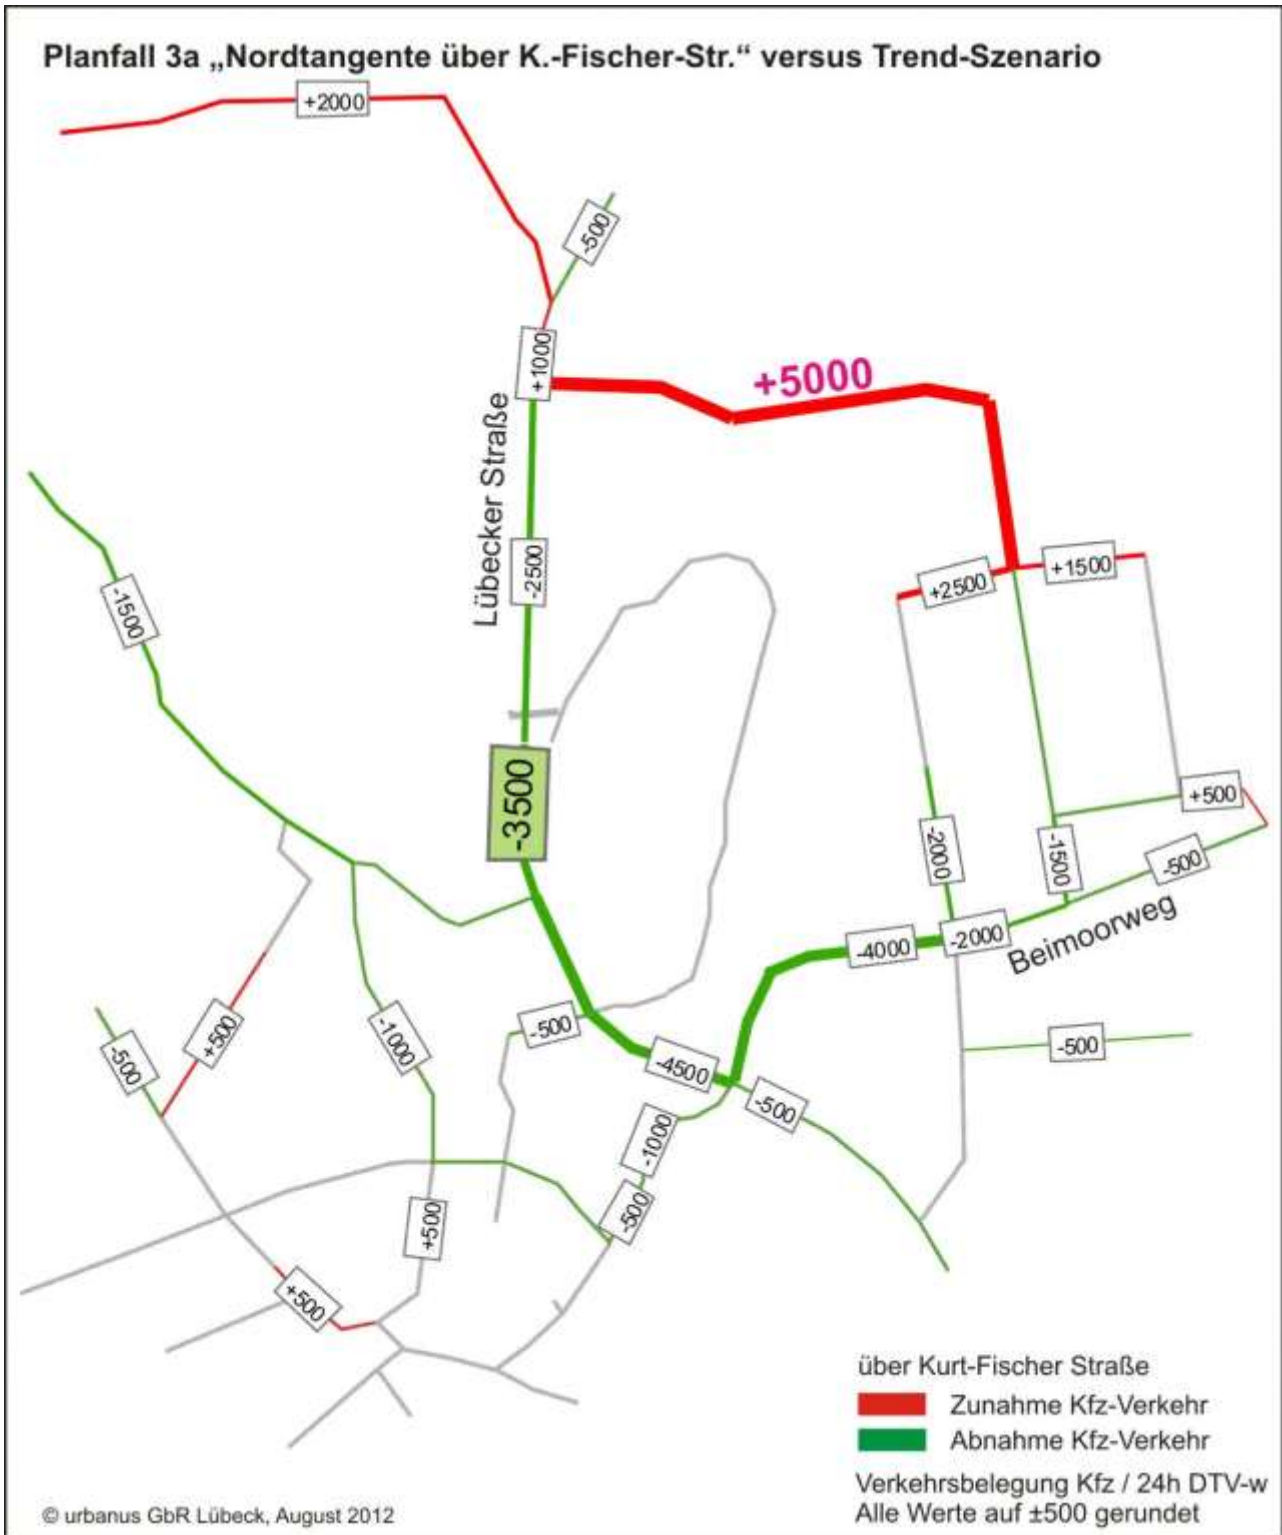 Planfall 3a „Nordtangente über K.-Fischer-Str.“ versus Trend-Szenario
+2000
-500
+1000
+5000
Lübecker Straße
-2500
+2500
+1500
-1500
-3500
+500
-2000
-1500
-500
-4000
-2000
Beimoorweg
+500
-1000
-500
-500
-4500
-500
-500
-1000
-500
+500
+500
über Kurt-Fischer Straße
Zunahme Kfz-Verkehr
Abnahme Kfz-Verkehr
Verkehrsbelegung Kfz / 24h DTV-w
Alle Werte auf ±500 gerundet
© urbanus GbR Lübeck, August 2012